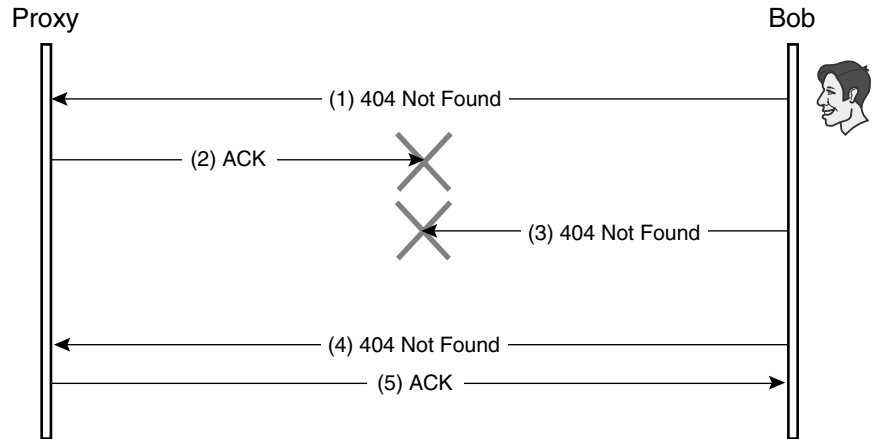 Proxy
Bob
(1) 404 Not Found
(2) ACK
(3) 404 Not Found
(4) 404 Not Found
(5) ACK